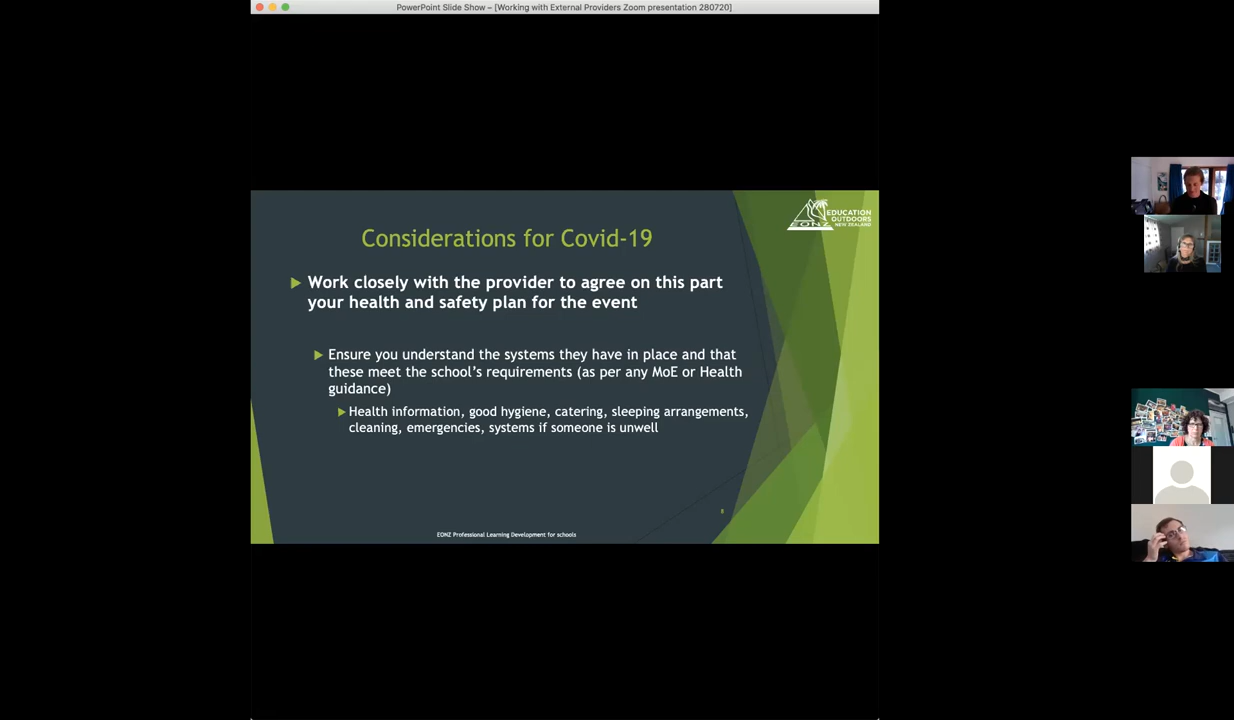 PowerPoint Slide Show – [Working with External Providers Zoom presentation 280720]
EONZ
EDUCATION
OUTDOORS
NEW ZEALAND
Considerations for Covid-19
Work closely with the provider to agree on this part
your health and safety plan for the event
Ensure you understand the systems they have in place and that
these meet the school's requirements (as per any MoE or Health
guidance)
Health information, good hygiene, catering, sleeping arrangements,
cleaning, emergencies, systems if someone is unwell
EONZ Professional Learning Development for schools